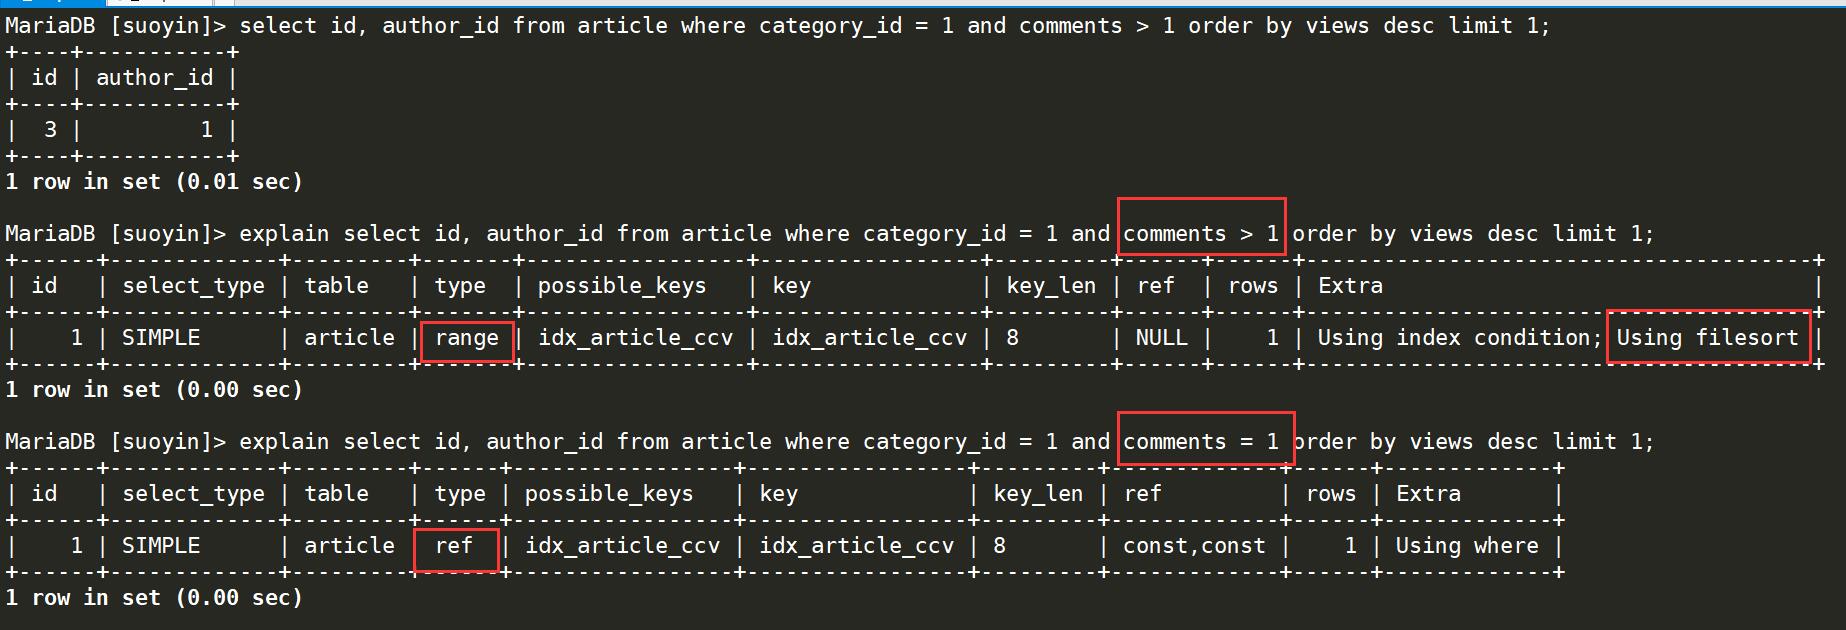 MariaDB [suoyin]> select id, author_id from article where category_id = 1 and comments > 1 order by views desc limit 1;
+----+-----------+
| id | author_id |
+----+-----------+
|  3 |         1 |
+----+-----------+
1 row in set (0.01 sec)

MariaDB [suoyin]> explain select id, author_id from article where category_id = 1 and comments > 1 order by views desc limit 1;
+------+-------------+---------+-------+-----------------+-----------------+---------+------+------+---------------------------------------+
| id   | select_type | table   | type  | possible_keys   | key             | key_len | ref  | rows | Extra                                 |
+------+-------------+---------+-------+-----------------+-----------------+---------+------+------+---------------------------------------+
|    1 | SIMPLE      | article | range | idx_article_ccv | idx_article_ccv | 8       | NULL |    1 | Using index condition; Using filesort |
+------+-------------+---------+-------+-----------------+-----------------+---------+------+------+---------------------------------------+
1 row in set (0.00 sec)

MariaDB [suoyin]> explain select id, author_id from article where category_id = 1 and comments = 1 order by views desc limit 1;
+------+-------------+---------+------+-----------------+-----------------+---------+-------------+------+-------------+
| id   | select_type | table   | type | possible_keys   | key             | key_len | ref         | rows | Extra       |
+------+-------------+---------+------+-----------------+-----------------+---------+-------------+------+-------------+
|    1 | SIMPLE      | article | ref  | idx_article_ccv | idx_article_ccv | 8       | const,const |    1 | Using where |
+------+-------------+---------+------+-----------------+-----------------+---------+-------------+------+-------------+
1 row in set (0.00 sec)